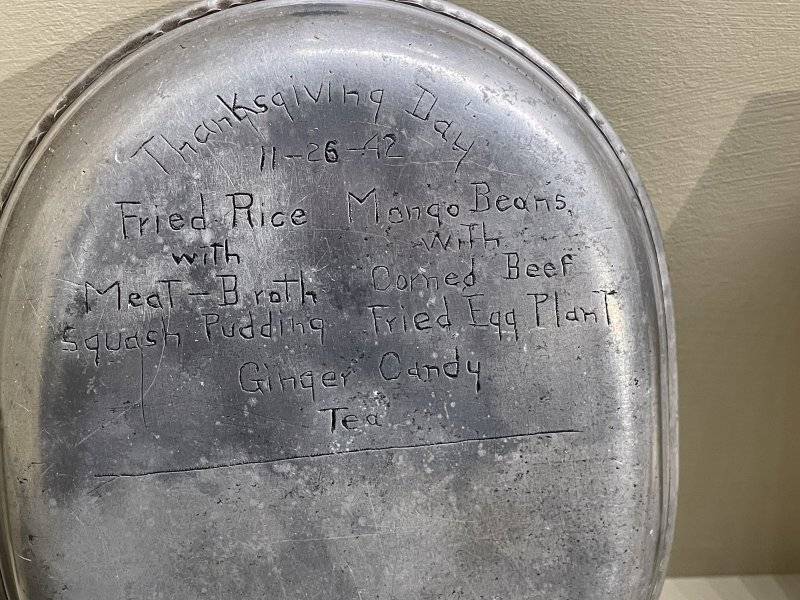 Thanksgiving Day
11-26-42
Fried Rice
with
Meat-Broth
Squash Pudding
Mongo Beans
with
Corned Beef
Fried Egg Plant
Ginger Candy
Tea